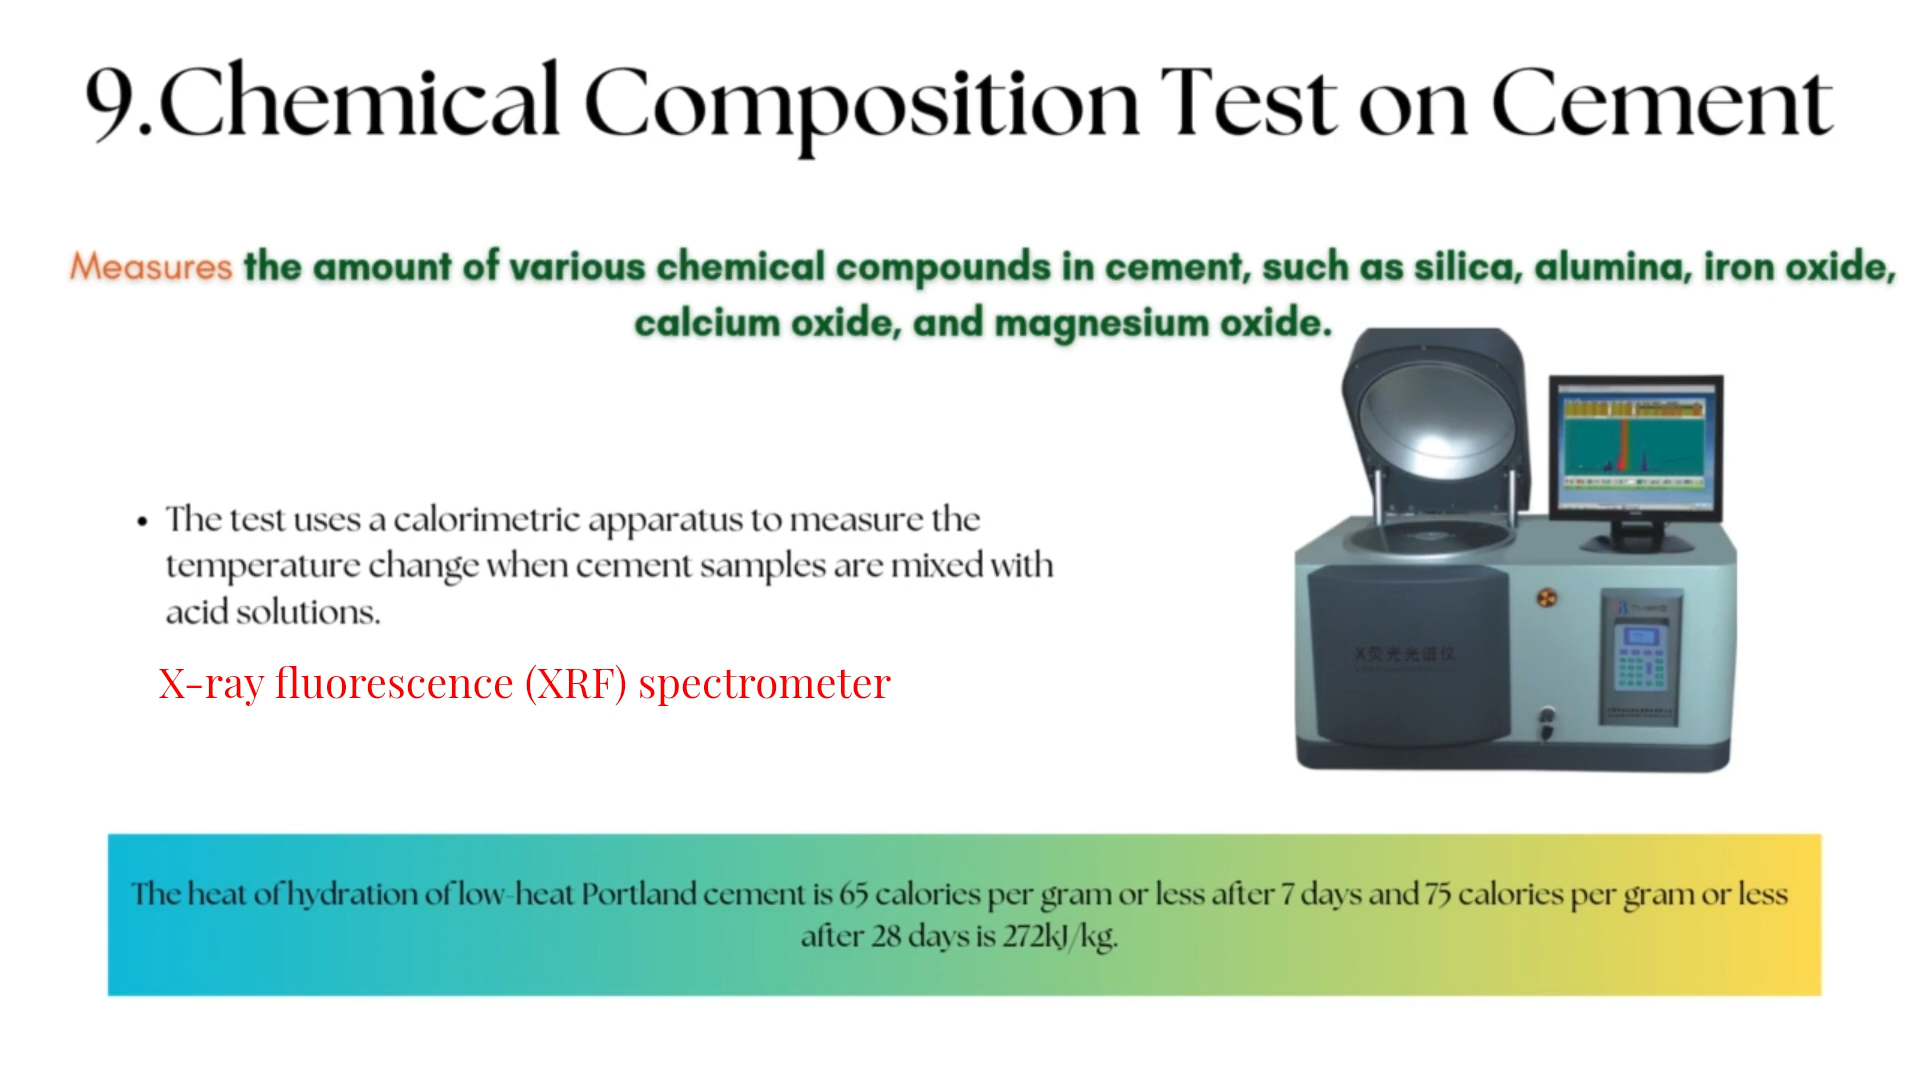 9.Chemical Composition Test on Cement
Measures the amount of various chemical compounds in cement, such as silica, alumina, iron oxide,
calcium oxide, and magnesium oxide.
• The test uses a calorimetric apparatus to measure the
temperature change when cement samples are mixed with
acid solutions.
X-ray fluorescence (XRF) spectrometer
X荧光光谱仪
The heat of hydration of low-heat Portland cement is 65 calories per gram or less after 7 days and 75 calories per gram or less
after 28 days is 272kJ/kg.